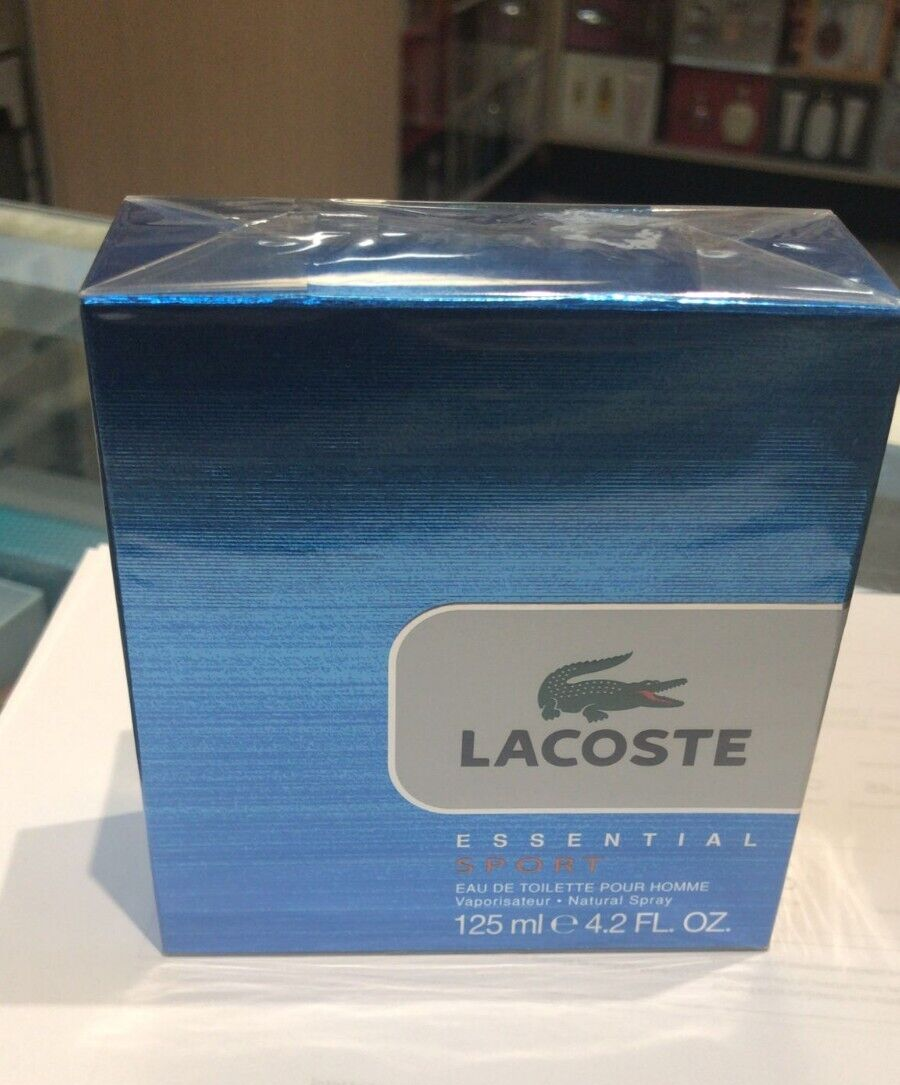 LACOSTE
ESSENTIAL
SPORT
EAU DE TOILETTE POUR HOMME
Vaporisateur • Natural Spray
125 ml ℮ 4.2 FL. OZ.